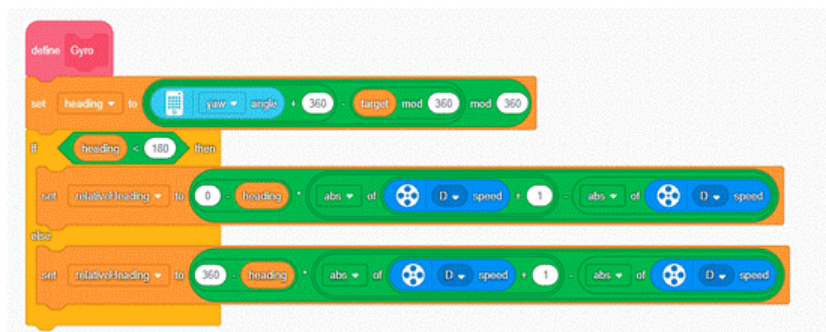 define Gyro
set heading to yaw angle + 360 - target mod 360 mod 360
if heading < 180 then
set relativeHeading to 0 - heading * abs of D speed + 1 - abs of D speed
else
set relativeHeading to 360 - heading * abs of D speed + 1 - abs of D speed